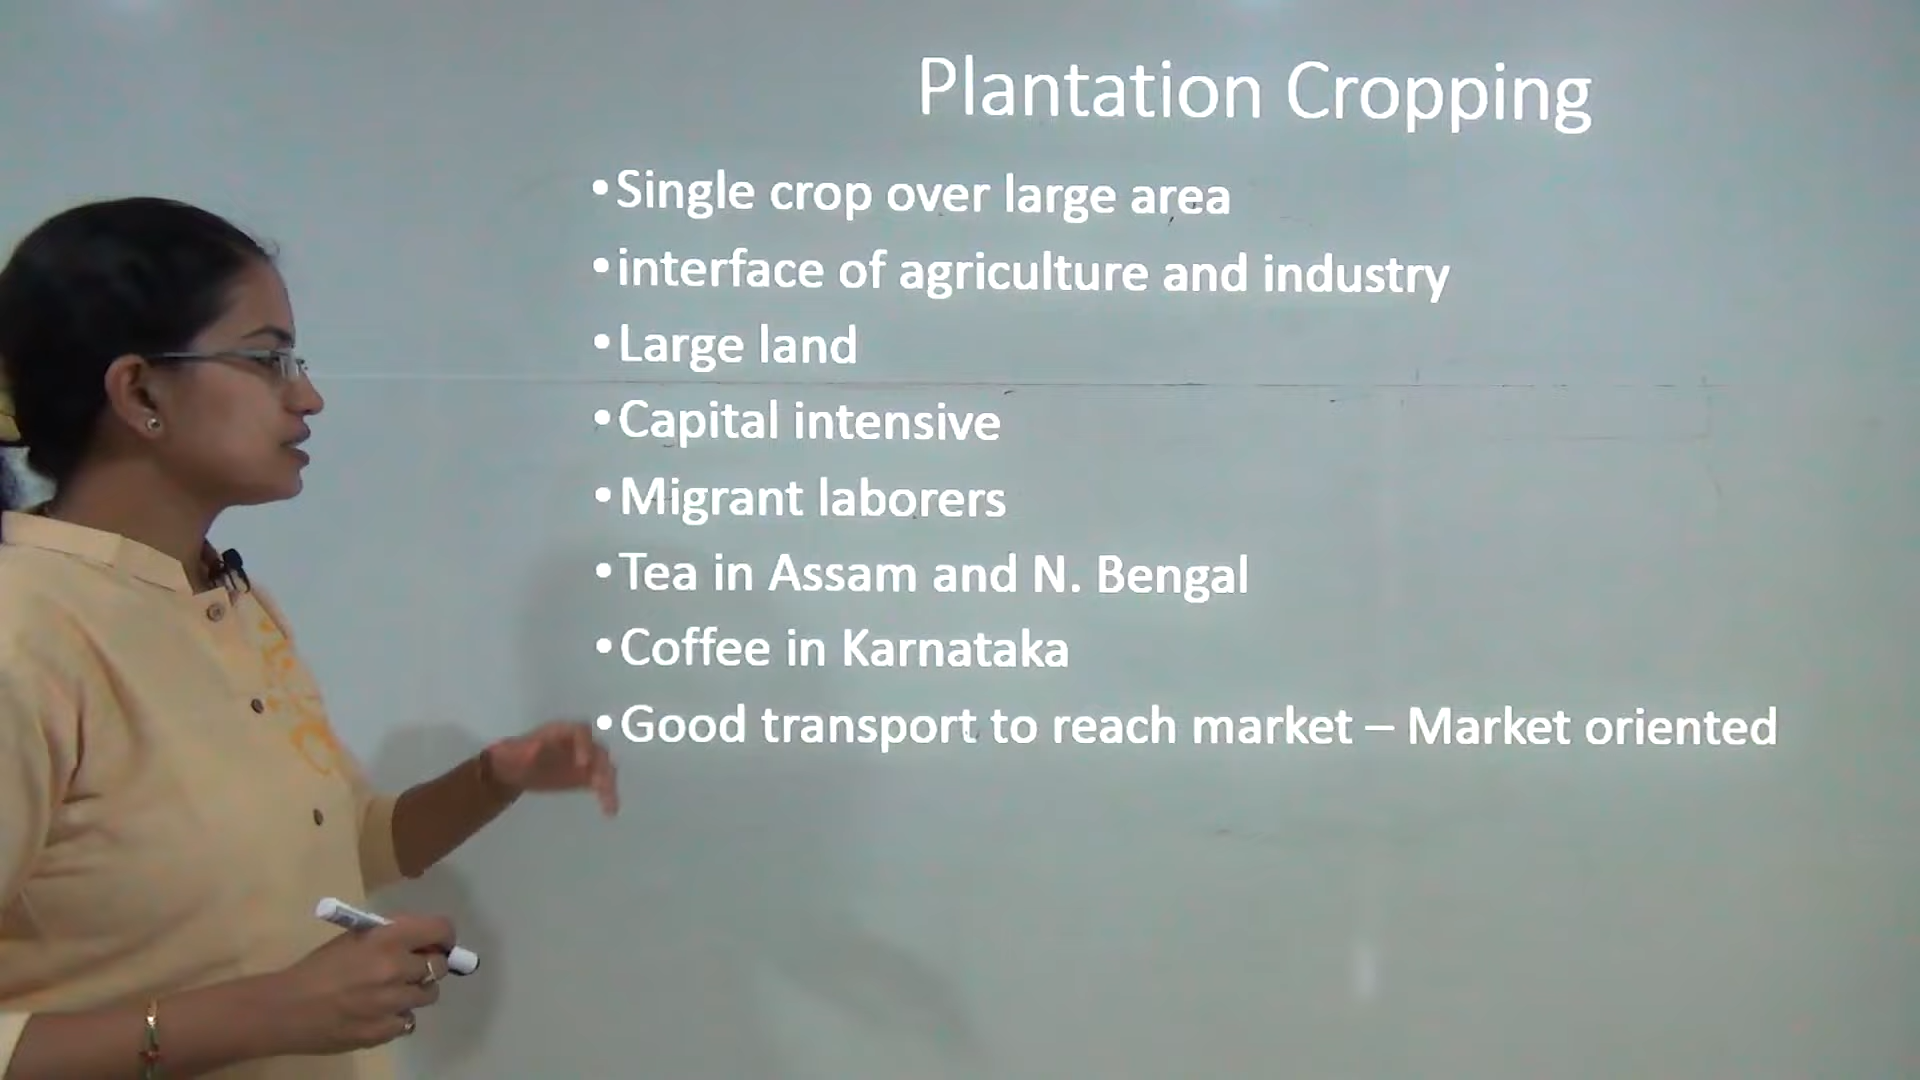 Plantation Cropping
• Single crop over large area
• interface of agriculture and industry
• Large land
• Capital intensive
• Migrant laborers
• Tea in Assam and N. Bengal
• Coffee in Karnataka
• Good transport to reach market – Market oriented